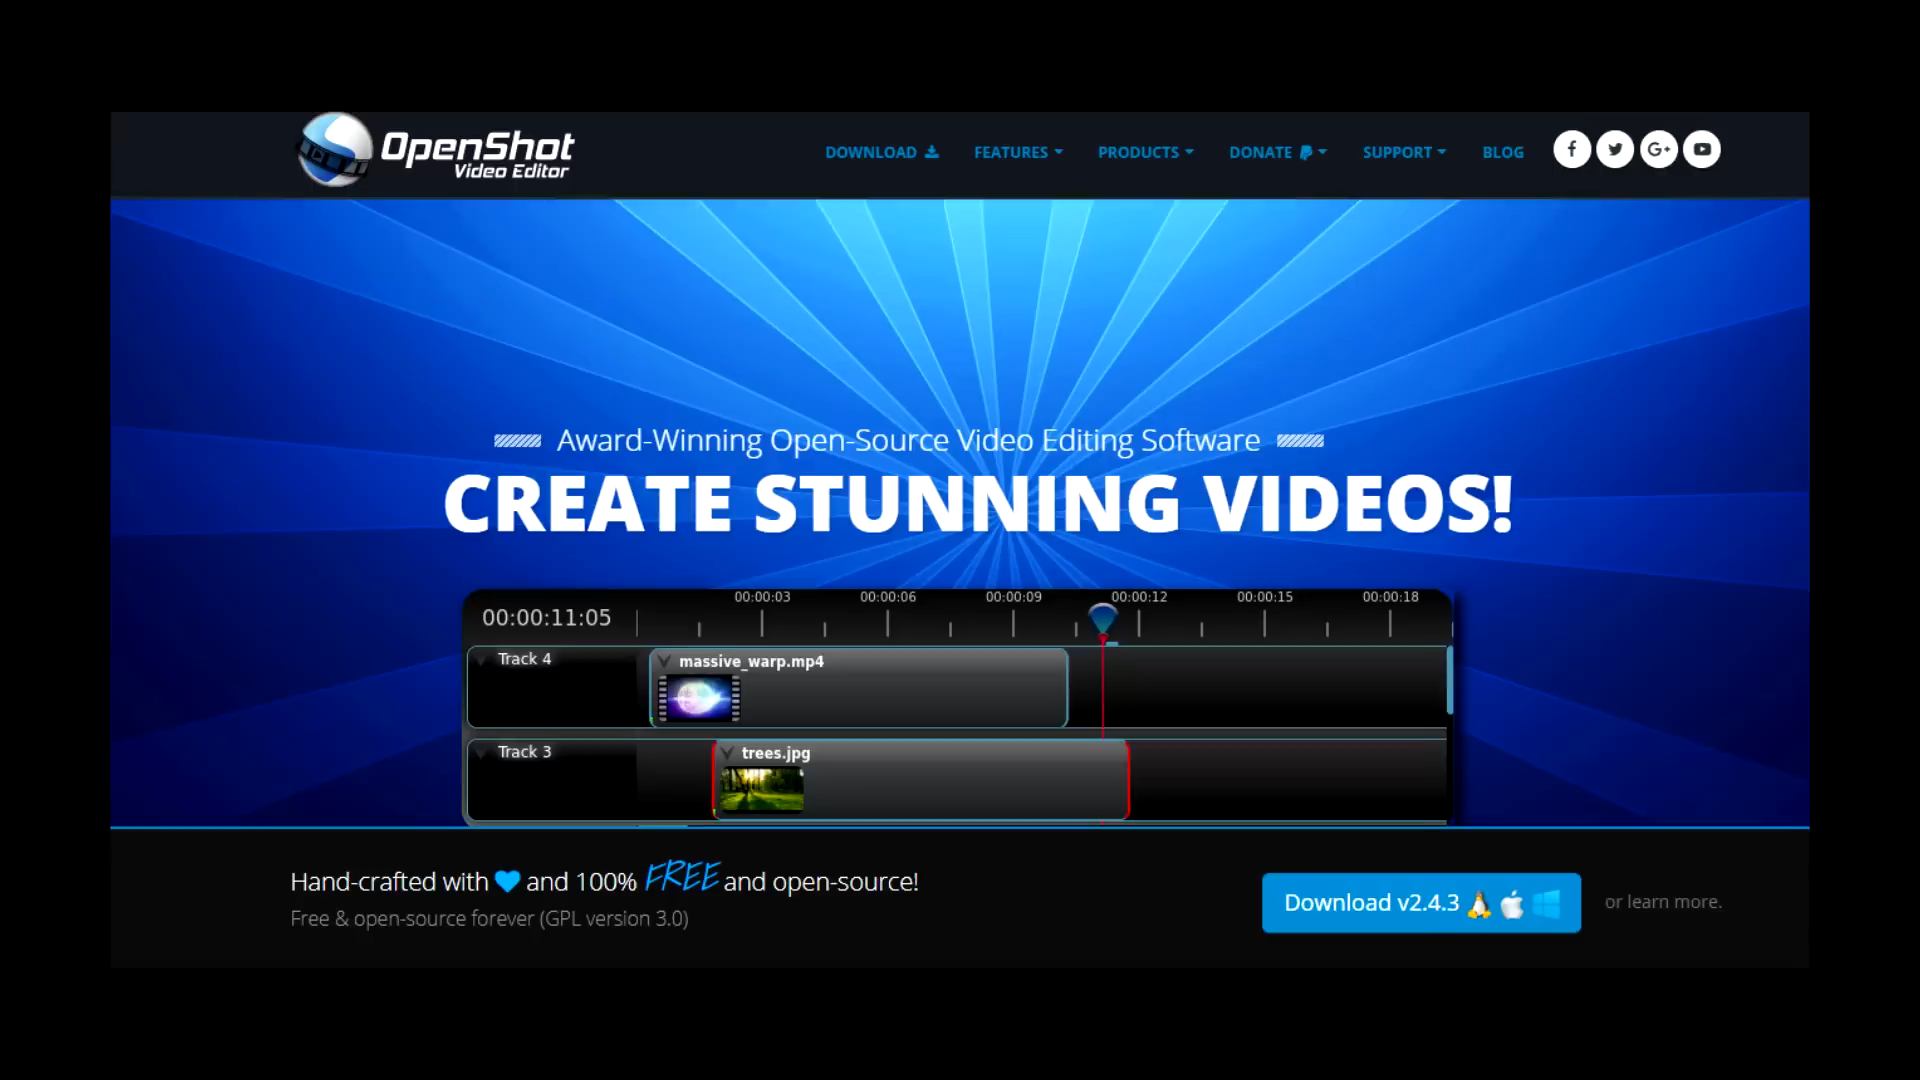 OpenShot
Video Editor
DOWNLOAD FEATURES PRODUCTS DONATE SUPPORT BLOG
Award-Winning Open-Source Video Editing Software
CREATE STUNNING VIDEOS!
00:00:03 00:00:06 00:00:09 00:00:12 00:00:15 00:00:18
00:00:11:05
Track 4 massive_warp.mp4
Track 3 trees.jpg
Hand-crafted with and 100% FREE and open-source!
Free & open-source forever (GPL version 3.0)
Download v2.4.3 or learn more.